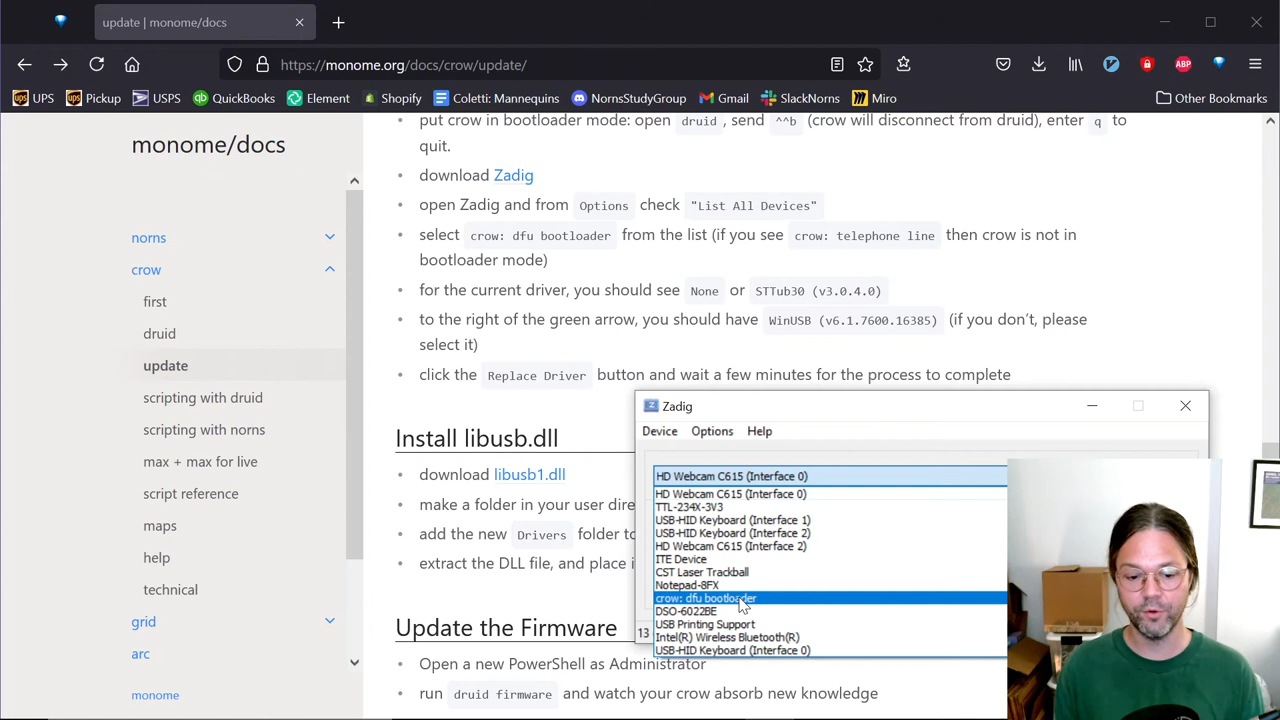 update | monome/docs
https://monome.org/docs/crow/update/
ABP
UPS
Pickup
USPS
QuickBooks
Element
Shopify
Coletti: Mannequins
NornsStudyGroup
Gmail
SlackNorns
Miro
Other Bookmarks
monome/docs
norns
crow
first
druid
update
scripting with druid
scripting with norns
max + max for live
script reference
maps
help
technical
grid
arc
monome
put crow in bootloader mode: open druid , send ^^b (crow will disconnect from druid), enter q to
quit.
download Zadig
open Zadig and from Options check "List All Devices"
select crow: dfu bootloader from the list (if you see crow: telephone line then crow is not in
bootloader mode)
for the current driver, you should see None or STTub30 (v3.0.4.0)
to the right of the green arrow, you should have WinUSB (v6.1.7600.16385) (if you don't, please
select it)
click the Replace Driver button and wait a few minutes for the process to complete
Install libusb.dll
download libusb1.dll
make a folder in your user dire
add the new Drivers folder to
extract the DLL file, and place i
Update the Firmware
Open a new PowerShell as Administrator
run druid firmware and watch your crow absorb new knowledge
Zadig
Device Options Help
HD Webcam C615 (Interface 0)
HD Webcam C615 (Interface 0)
TTL-234X-3V3
USB-HID Keyboard (Interface 1)
USB-HID Keyboard (Interface 2)
HD Webcam C615 (Interface 2)
ITE Device
CST Laser Trackball
Notepad-8FX
crow: dfu bootloader
DSO-6022BE
USB Printing Support
Intel(R) Wireless Bluetooth(R)
USB-HID Keyboard (Interface 0)
13